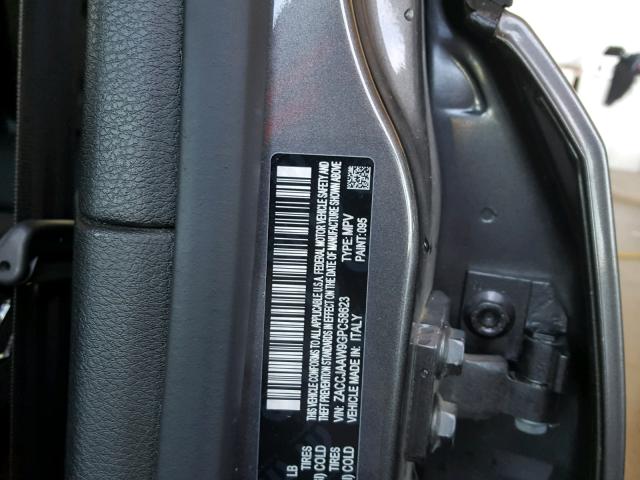 LB
TIRES
COLD
TIRES
COLD
THIS VEHICLE CONFORMS TO ALL APPLICABLE U.S.A. FEDERAL MOTOR VEHICLE SAFETY AND
THEFT PREVENTION STANDARDS IN EFFECT ON THE DATE OF MANUFACTURE SHOWN ABOVE
VIN: ZACCJAAW9GPC58623 TYPE: MPV
VEHICLE MADE IN: ITALY PAINT: 095